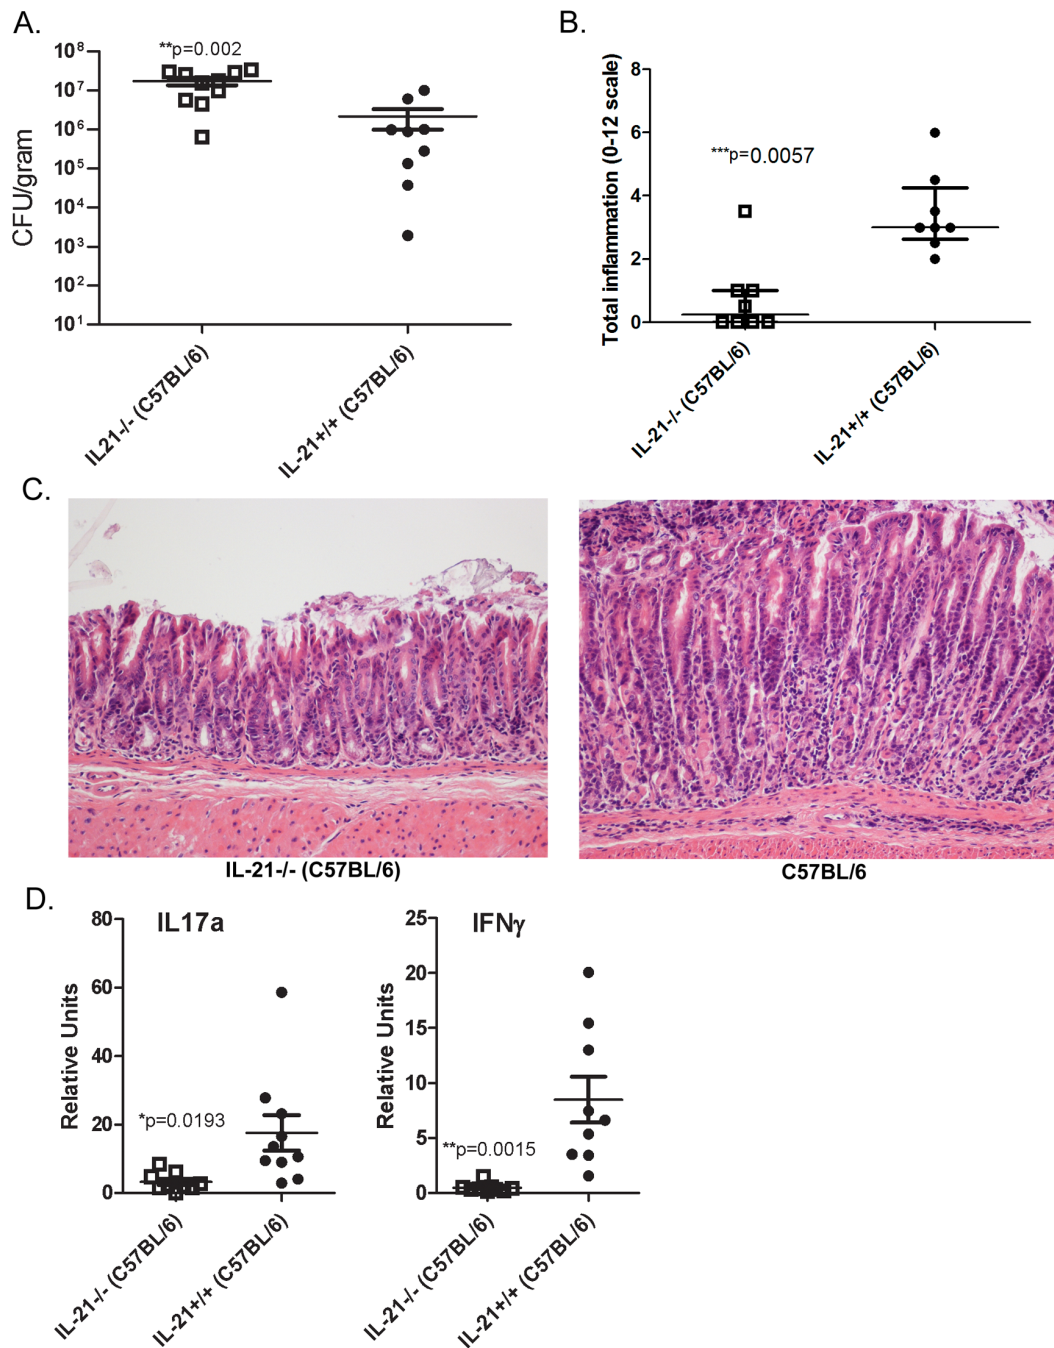 A.
**p=0.002
10⁸
10⁷
10⁶
10⁵
10⁴
10³
10²
10¹
CFU/gram
IL21-/- (C57BL/6)
IL-21+/+ (C57BL/6)
B.
***p=0.0057
8
6
4
2
0
Total inflammation (0-12 scale)
IL-21-/- (C57BL/6)
IL-21+/+ (C57BL/6)
C.
IL-21-/- (C57BL/6)
C57BL/6
D.
IL17a
80
60
40
20
0
Relative Units
*p=0.0193
IL-21-/- (C57BL/6)
IL-21+/+ (C57BL/6)
IFNγ
25
20
15
10
5
0
Relative Units
**p=0.0015
IL-21-/- (C57BL/6)
IL-21+/+ (C57BL/6)